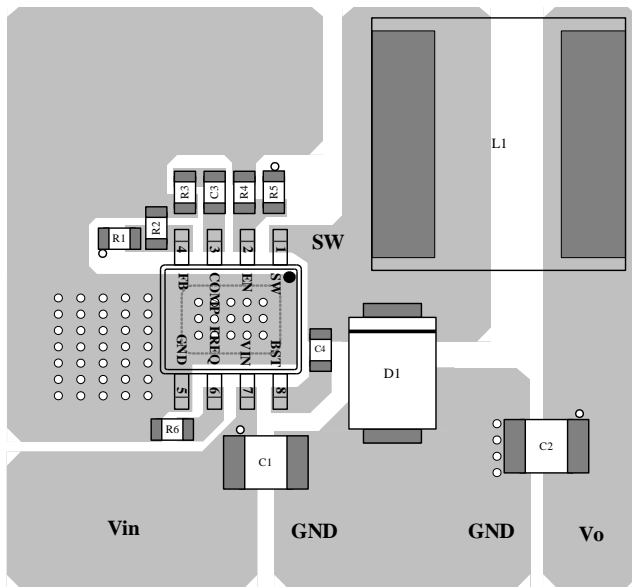 L1
R3
C3
R4
R5
R2
R1
SW
4
3
2
1
FB
COMP
EN
SW
GND
FREQ
VIN
BST
5
6
7
8
C4
D1
R6
C1
C2
Vin
GND
GND
Vo